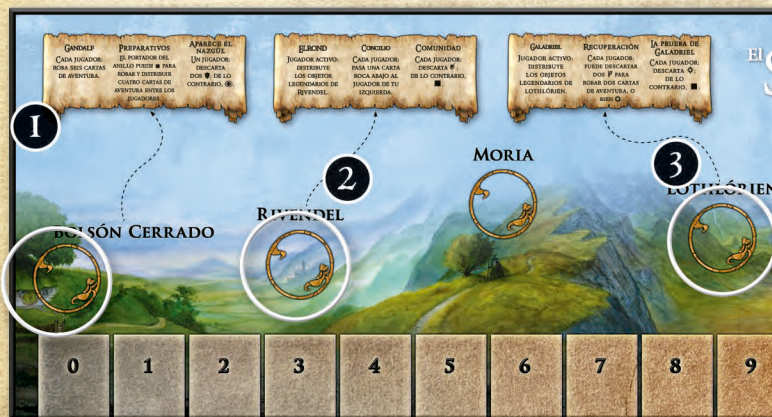 GANDALF
CADA JUGADOR:
ROBA SEIS CARTAS
DE AVENTURA.
PREPARATIVOS
EL PORTADOR DEL
ANILLO PUEDE PARA
ROBAR Y DISTRIBUIR
CUATRO CARTAS DE
AVENTURA ENTRE LOS
JUGADORES
APARECE EL
NAZGÛL
UN JUGADOR:
DESCARTA
DOS , DE LO
CONTRARIO,
ELROND
JUGADOR ACTIVO:
DISTRIBUYE
LOS OBJETOS
LEGENDARIOS DE
RIVENDEL.
CONCILIO
CADA JUGADOR:
PASA UNA CARTA
BOCA ABAJO AL
JUGADOR DE TU
IZQUIERDA.
COMUNIDAD
CADA JUGADOR:
DESCARTA ;
DE LO CONTRARIO,
GALADRIEL
JUGADOR ACTIVO:
DISTRIBUYE
LOS OBJETOS
LEGENDARIOS DE
LOTHLÓRIEN.
RECUPERACIÓN
CADA JUGADOR:
PUEDE DESCARTAR
DOS PARA
ROBAR DOS CARTAS
DE AVENTURA, O
BIEN
LA PRUEBA DE
GALADRIEL
CADA JUGADOR:
DESCARTA ;
DE LO
CONTRARIO,
El
S
1
2
3
MORIA
LOTHLÓRIEN
RIVENDEL
BOLSÓN CERRADO
0 1 2 3 4 5 6 7 8 9